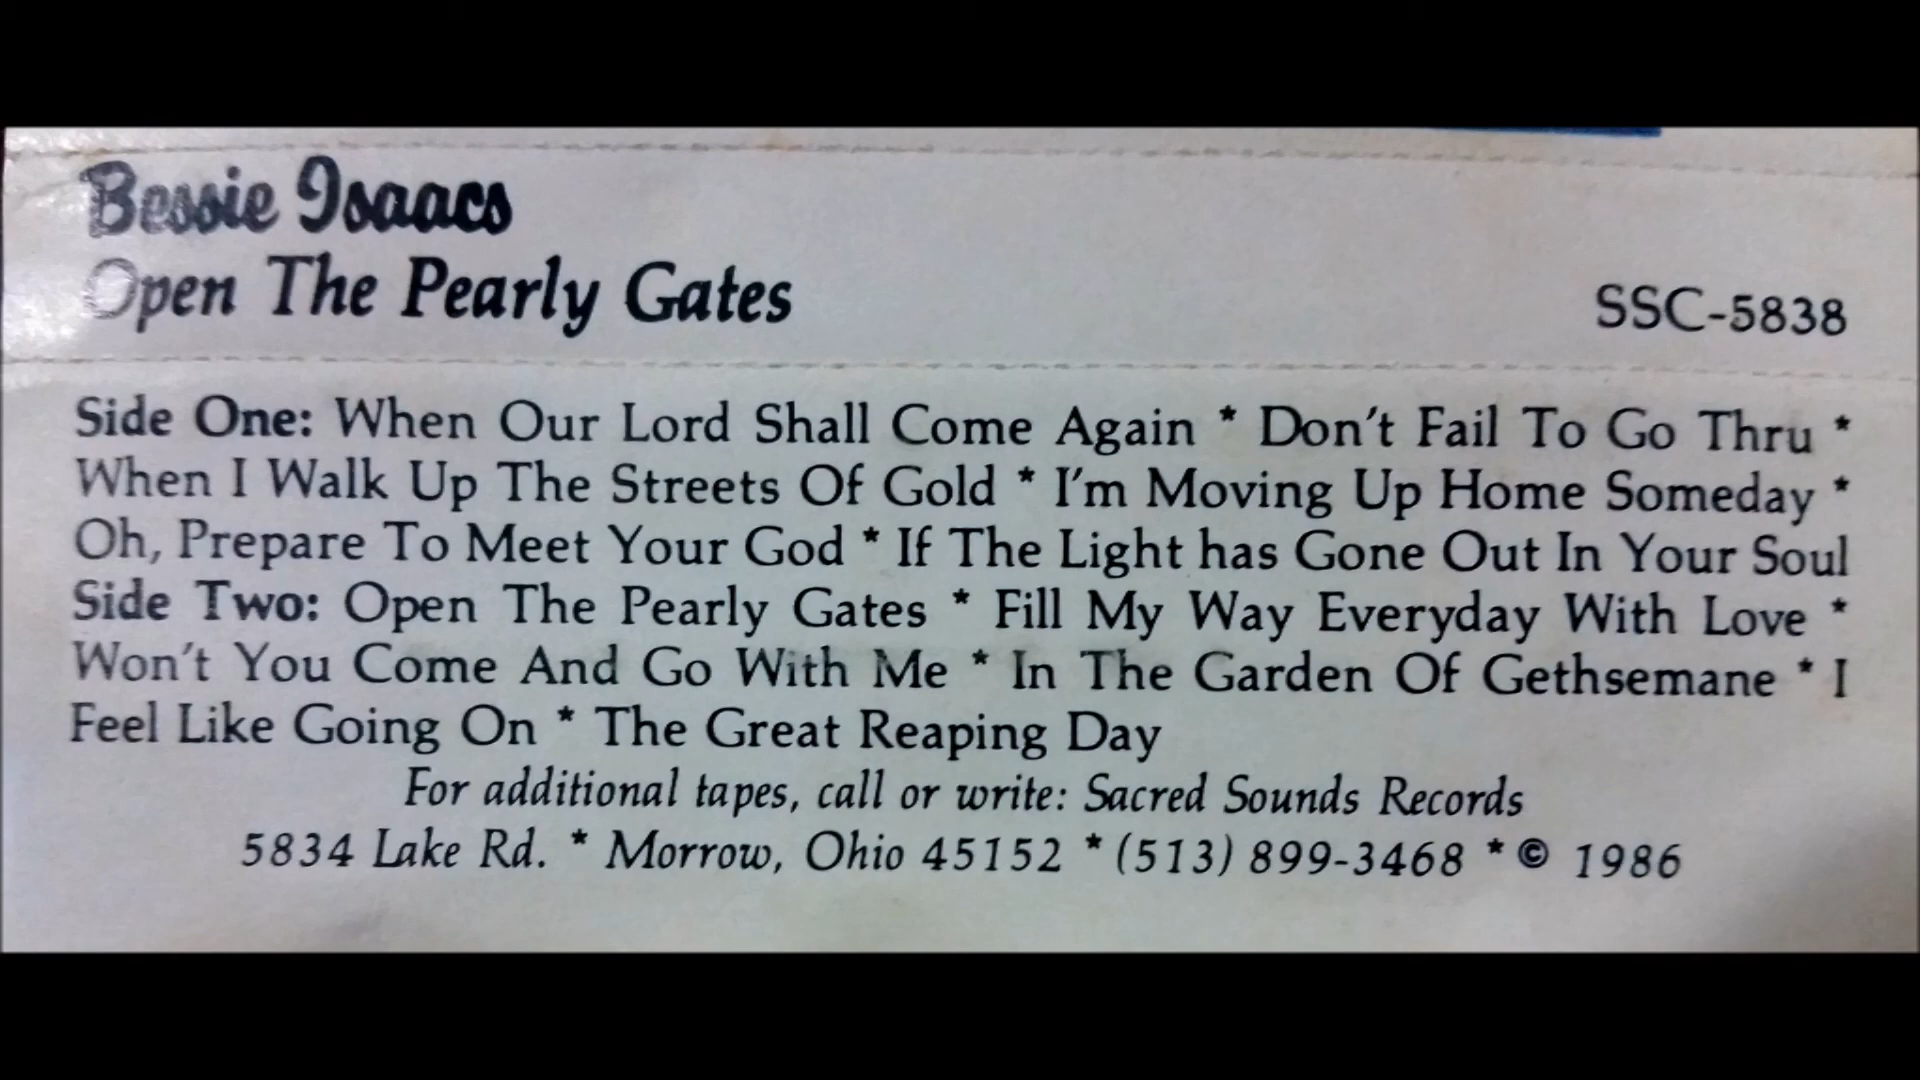 Bessie Isaacs
Open The Pearly Gates
SSC-5838
Side One: When Our Lord Shall Come Again * Don't Fail To Go Thru *
When I Walk Up The Streets Of Gold * I'm Moving Up Home Someday *
Oh, Prepare To Meet Your God * If The Light has Gone Out In Your Soul
Side Two: Open The Pearly Gates * Fill My Way Everyday With Love *
Won't You Come And Go With Me * In The Garden Of Gethsemane * I
Feel Like Going On * The Great Reaping Day
For additional tapes, call or write: Sacred Sounds Records
5834 Lake Rd. * Morrow, Ohio 45152 * (513) 899-3468 * © 1986